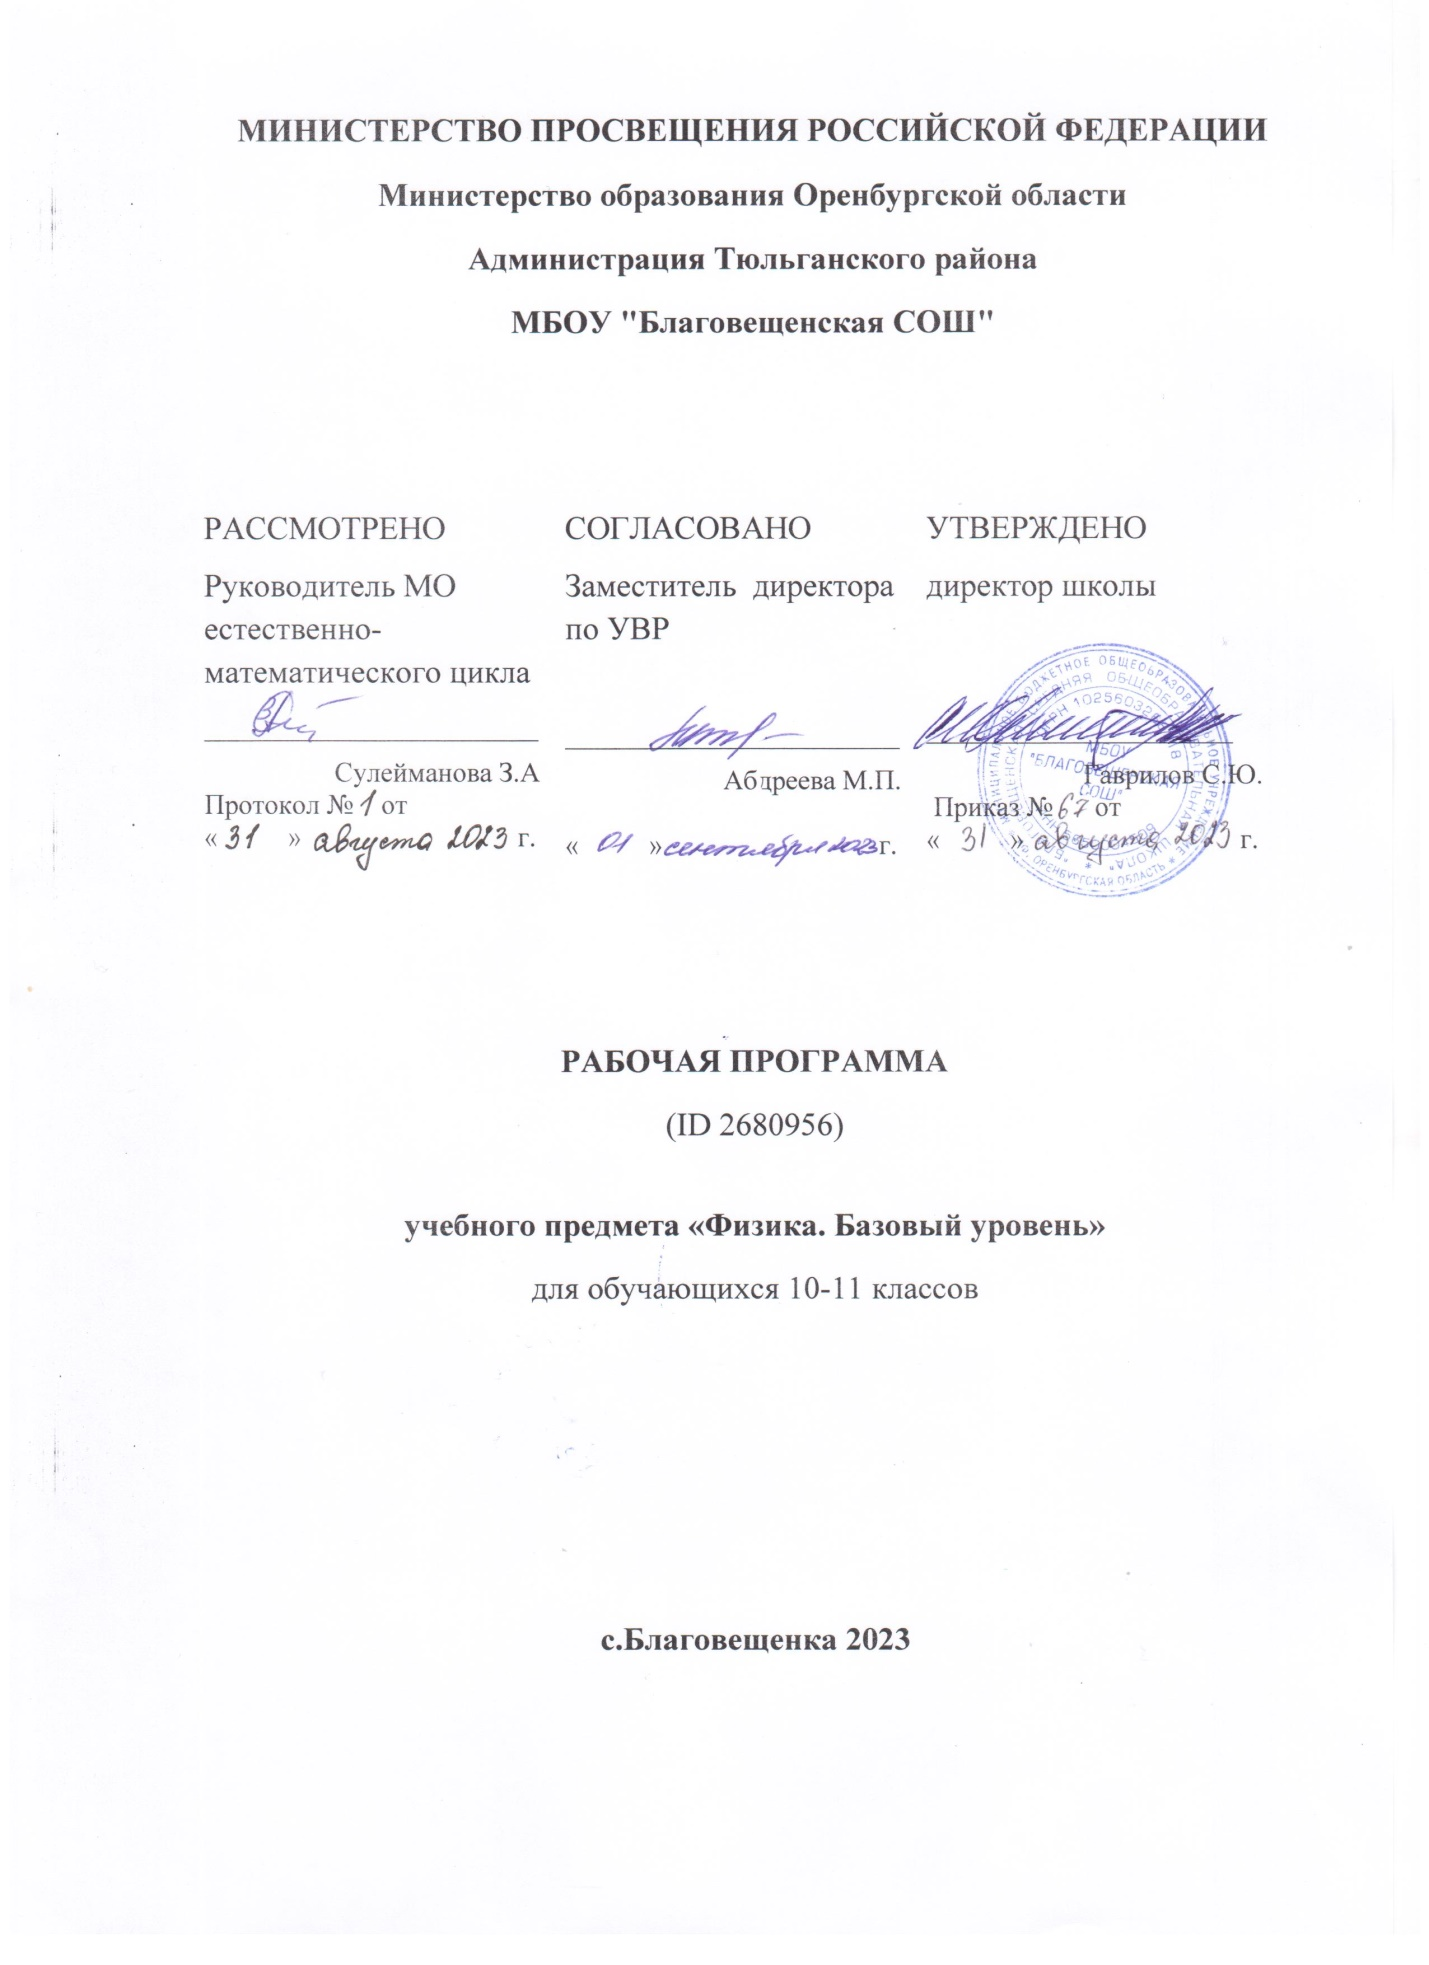 МИНИСТЕРСТВО ПРОСВЕЩЕНИЯ РОССИЙСКОЙ ФЕДЕРАЦИИ
Министерство образования Оренбургской области
Администрация Тюльганского района
МБОУ "Благовещенская СОШ"
РАССМОТРЕНО
Руководитель МО
естественно-
математического цикла
Сулейманова З.А
Протокол № 1 от
« 31 » августа 2023 г.
СОГЛАСОВАНО
Заместитель директора
по УВР
Абдреева М.П.
« 01 » сентября 2023 г.
УТВЕРЖДЕНО
директор школы
Гаврилов С.Ю.
Приказ № 67 от
« 31 » августа 2023 г.
МБОУ
"БЛАГОВЕЩЕНСКАЯ
СОШ"
РАБОЧАЯ ПРОГРАММА
(ID 2680956)
учебного предмета «Физика. Базовый уровень»
для обучающихся 10-11 классов
с.Благовещенка 2023